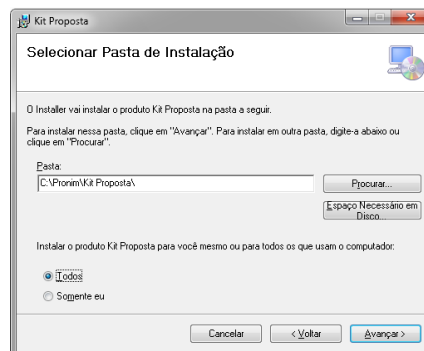 Kit Proposta
Selecionar Pasta de Instalação
O Installer vai instalar o produto Kit Proposta na pasta a seguir.
Para instalar nessa pasta, clique em "Avançar". Para instalar em outra pasta, digite-a abaixo ou
clique em "Procurar".
Pasta:
C:\Pronim\Kit Proposta\
Procurar...
Espaço Necessário em
Disco...
Instalar o produto Kit Proposta para você mesmo ou para todos os que usam o computador:
Todos
Somente eu
Cancelar
< Voltar
Avançar >